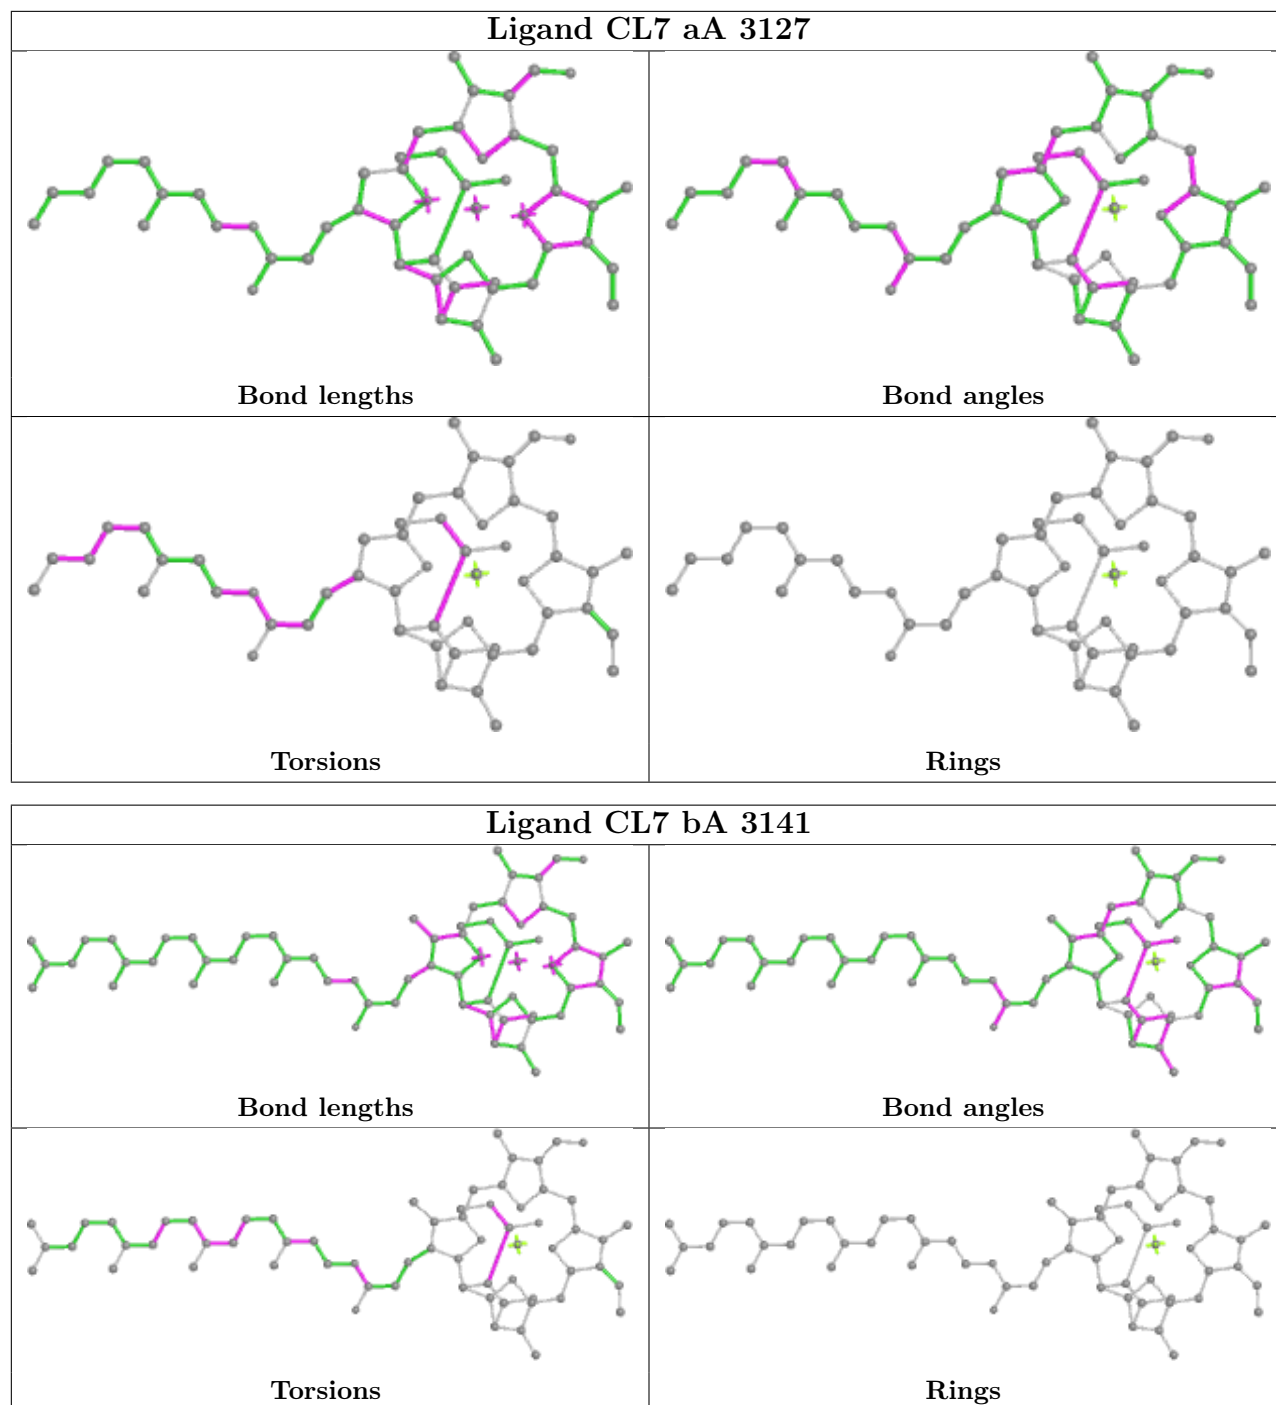 Ligand CL7 aA 3127
Bond lengths
Bond angles
Torsions
Rings
Ligand CL7 bA 3141
Bond lengths
Bond angles
Torsions
Rings